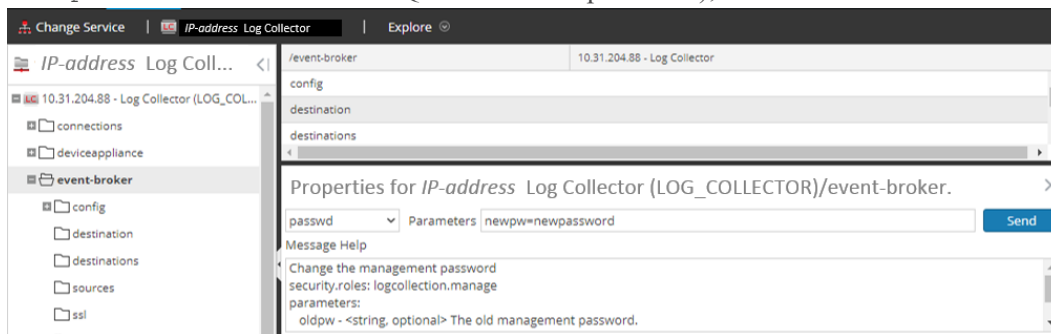 Change Service | LC IP-address Log Collector | Explore
IP-address Log Coll...
LC 10.31.204.88 - Log Collector (LOG_COL...
connections
deviceappliance
event-broker
config
destination
destinations
sources
ssl
/event-broker 10.31.204.88 - Log Collector
config
destination
destinations
Properties for IP-address Log Collector (LOG_COLLECTOR)/event-broker.
passwd Parameters newpw=newpassword Send
Message Help
Change the management password
security.roles: logcollection.manage
parameters:
oldpw - <string, optional> The old management password.